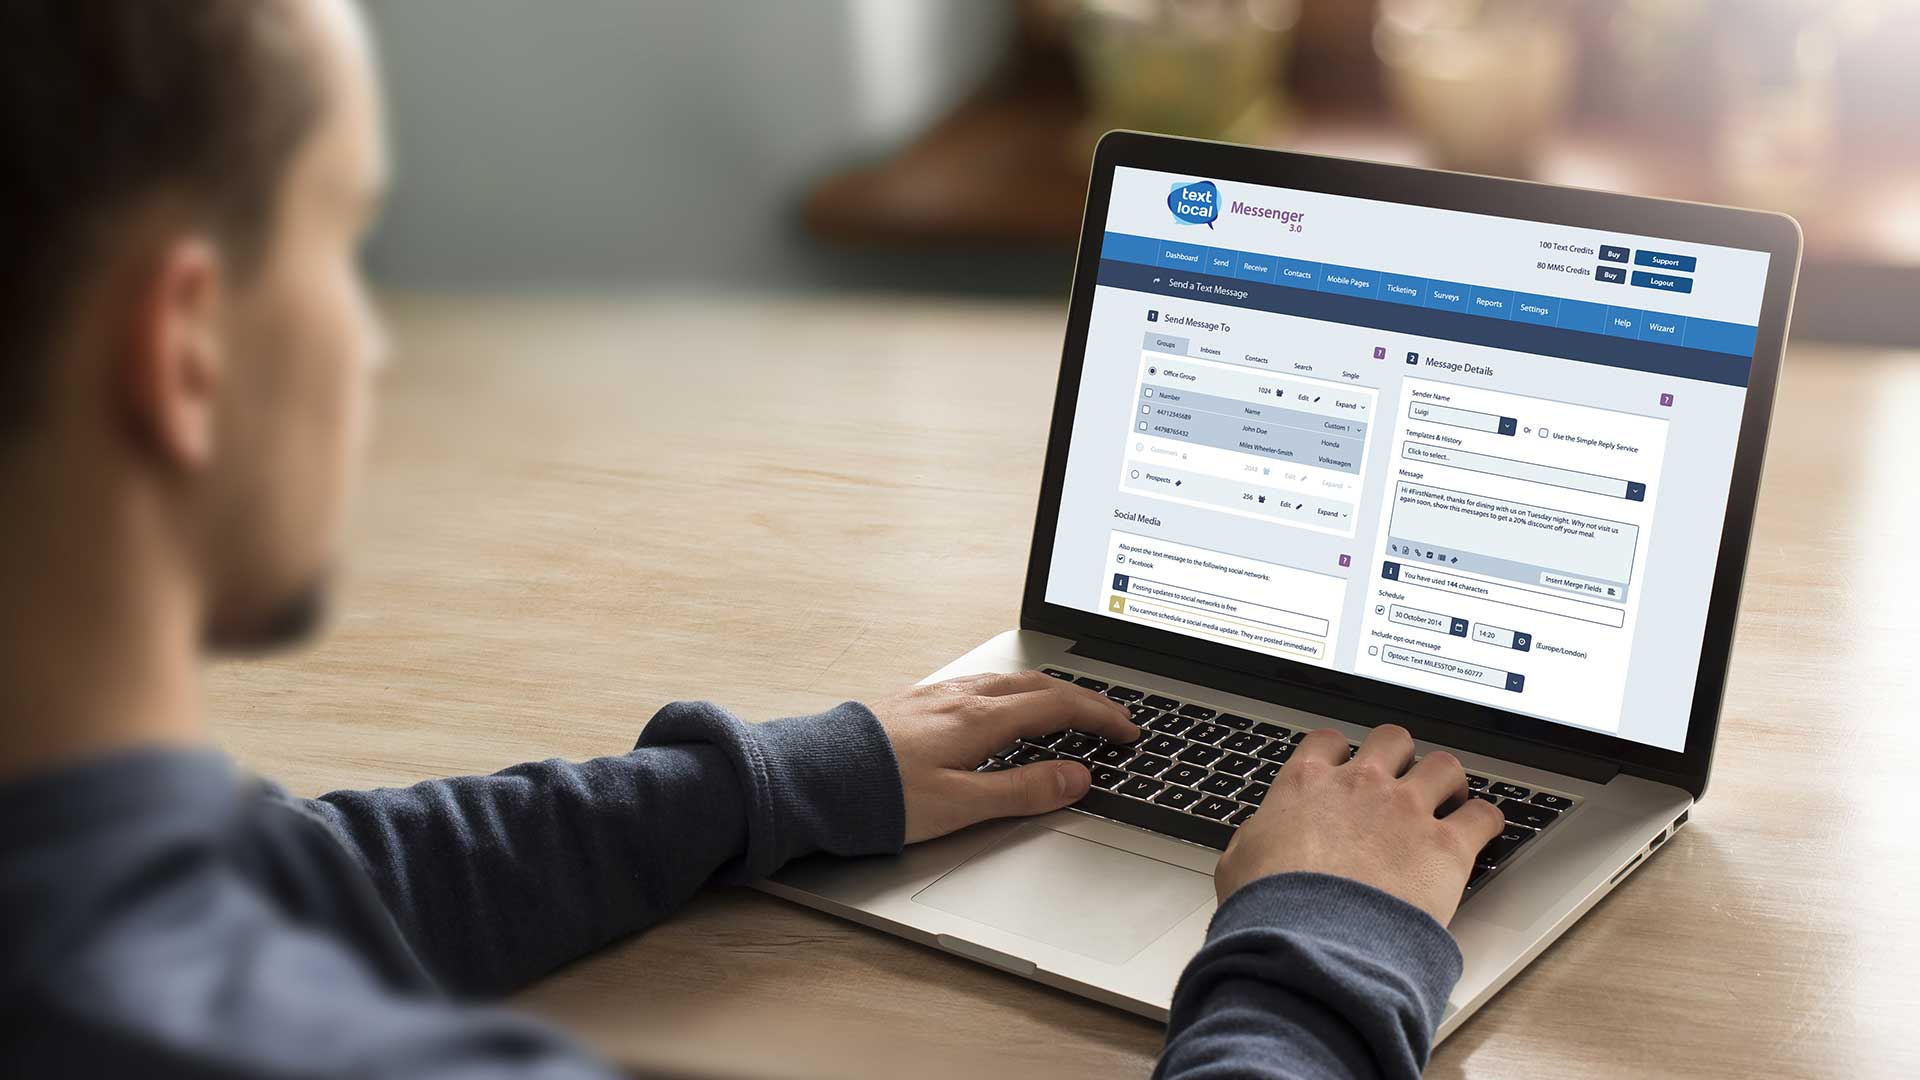 text
local
Messenger
3.0
100 Text Credits Buy Support
80 MMS Credits Buy Logout
Dashboard Send Receive Contacts Mobile Pages Ticketing Surveys Reports Settings Help Wizard
Send a Text Message
1 Send Message To ?
Groups Inboxes Contacts Search Single
Office Group 1024 Edit Expand
Number Name Custom 1
44712345689 John Doe Honda
44798765432 Miles Wheeler-Smith Volkswagen
Customers 2048 Edit Expand
Prospects 256 Edit Expand
Social Media ?
Also post the text message to the following social networks:
Facebook
i Posting updates to social networks is free
You cannot schedule a social media update. They are posted immediately
2 Message Details ?
Sender Name
Luigi Or Use the Simple Reply Service
Templates & History
Click to select..
Message
Hi #FirstName#, thanks for dining with us on Tuesday night. Why not visit us
again soon, show this messages to get a 20% discount off your meal.
Insert Merge Fields
i You have used 144 characters
Schedule
30 October 2014 14:20 (Europe/London)
Include opt-out message
Optout: Text MILESSTOP to 60777